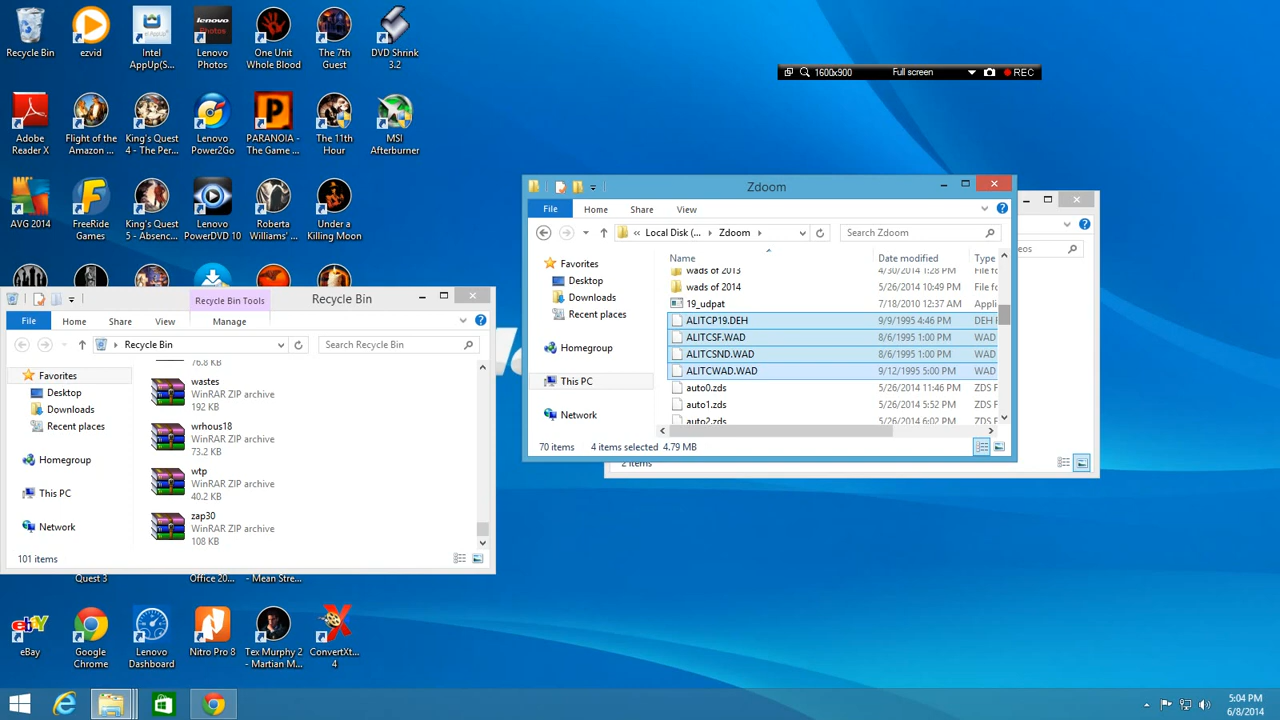 Recycle Bin
ezvid
Intel
AppUp(S...
Lenovo
Photos
One Unit
Whole Blood
The 7th
Guest
DVD Shrink
3.2
1600x900
Full screen
REC
Adobe
Reader X
Flight of the
Amazon ...
King's Quest
4 - The Per...
Lenovo
Power2Go
PARANOIA -
The Game ...
The 11th
Hour
MSI
Afterburner
AVG 2014
FreeRide
Games
King's Quest
5 - Absenc...
Lenovo
PowerDVD 10
Roberta
Williams' ...
Under a
Killing Moon
Zdoom
File
Home
Share
View
Local Disk (...
Zdoom
Search Zdoom
Favorites
Desktop
Downloads
Recent places
Homegroup
This PC
Network
Name
Date modified
Type
wads of 2013
4/30/2014 1:28 PM
File fo
wads of 2014
5/26/2014 10:49 PM
File fo
19_udpat
7/18/2010 12:37 AM
Appli
ALITCP19.DEH
9/9/1995 4:46 PM
DEH
ALITCSF.WAD
8/6/1995 1:00 PM
WAD
ALITCSND.WAD
8/6/1995 1:00 PM
WAD
ALITCWAD.WAD
9/12/1995 5:00 PM
WAD
auto0.zds
5/26/2014 11:46 PM
ZDS F
auto1.zds
5/26/2014 5:52 PM
ZDS F
auto2.zds
70 items
4 items selected 4.79 MB
2 items
Recycle Bin Tools
Recycle Bin
File
Home
Share
View
Manage
Recycle Bin
Search Recycle Bin
Favorites
Desktop
Downloads
Recent places
Homegroup
This PC
Network
76.8 KB
wastes
WinRAR ZIP archive
192 KB
wrhous18
WinRAR ZIP archive
73.2 KB
wtp
WinRAR ZIP archive
40.2 KB
zap30
WinRAR ZIP archive
108 KB
101 items
Quest 3
Office 20...
- Mean Stre...
eBay
Google
Chrome
Lenovo
Dashboard
Nitro Pro 8
Tex Murphy 2
- Martian M...
ConvertXt...
4
5:04 PM
6/8/2014